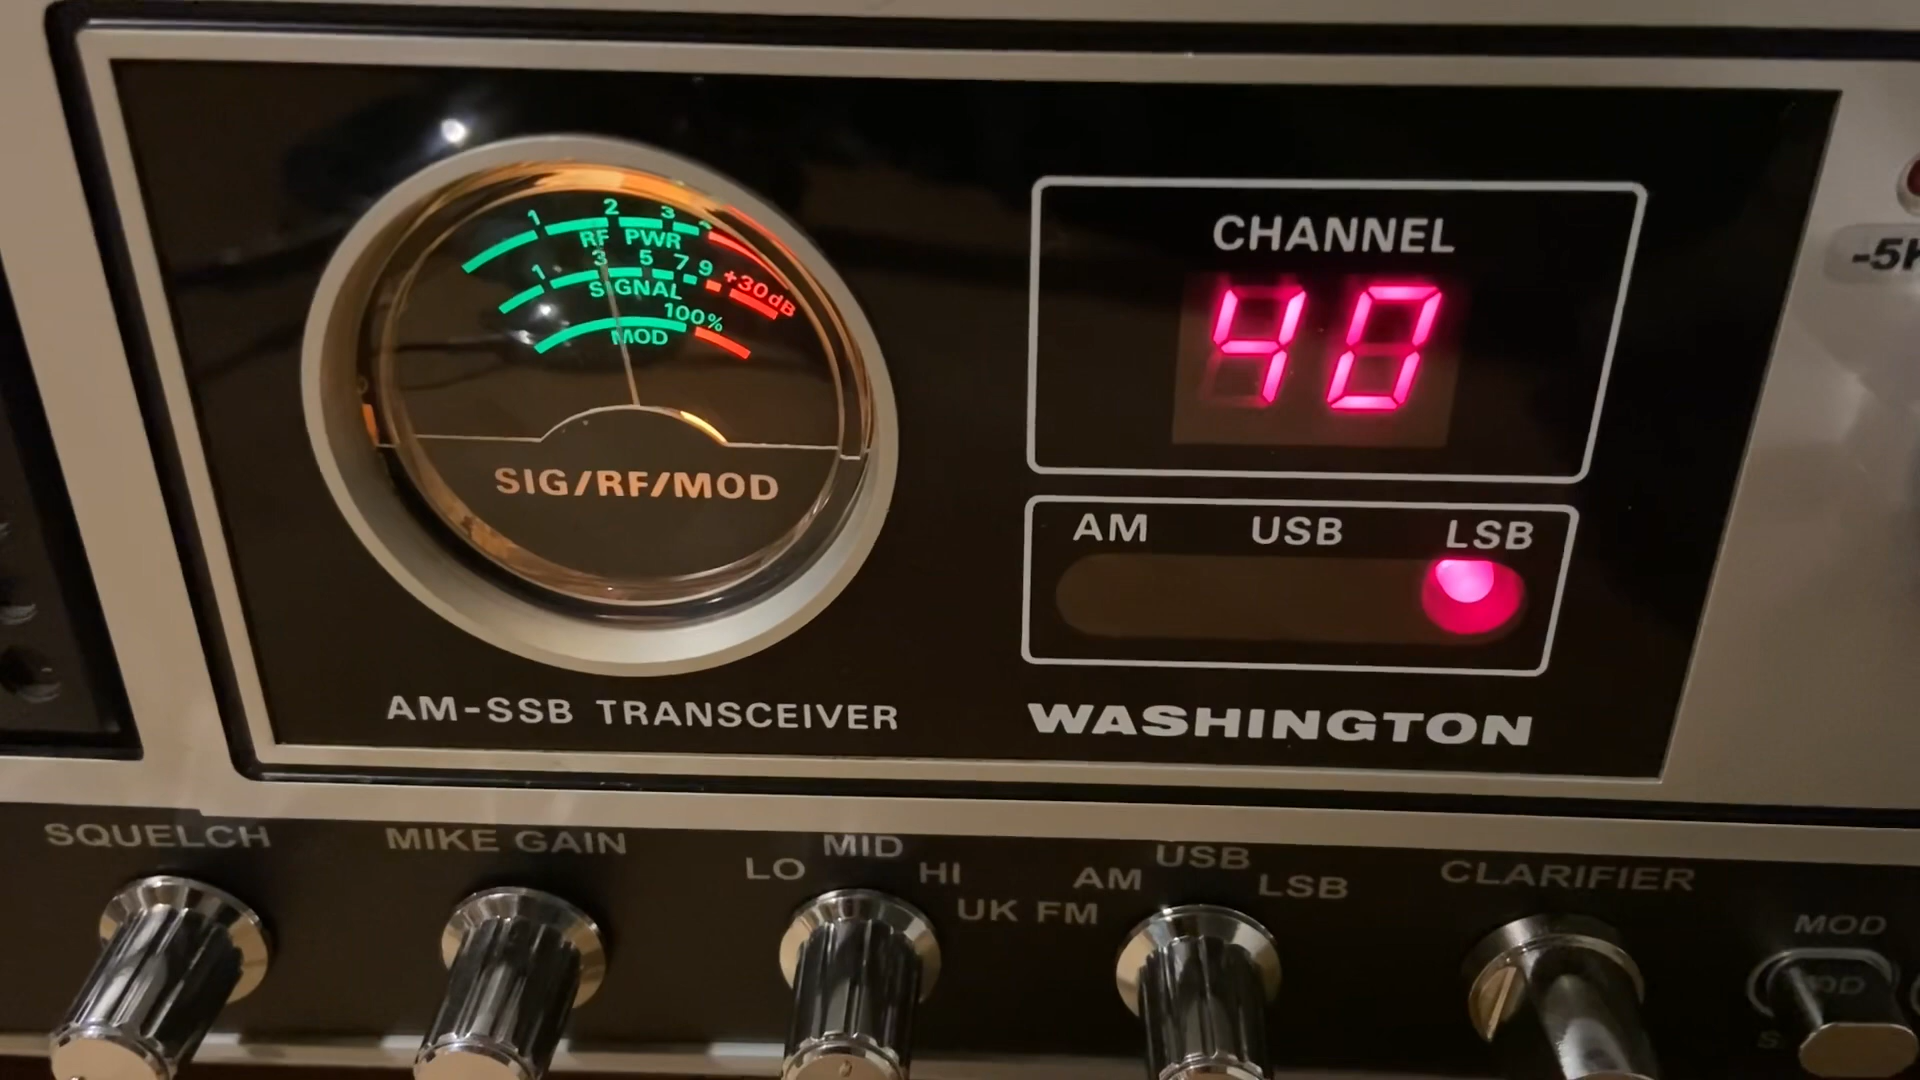 1 2 3
RF PWR
1 3 5 7 9 +30dB
SIGNAL
100%
MOD
SIG/RF/MOD
AM-SSB TRANSCEIVER
CHANNEL
40
AM USB LSB
WASHINGTON
SQUELCH
MIKE GAIN
LO MID HI
UK FM AM USB LSB
CLARIFIER
MOD